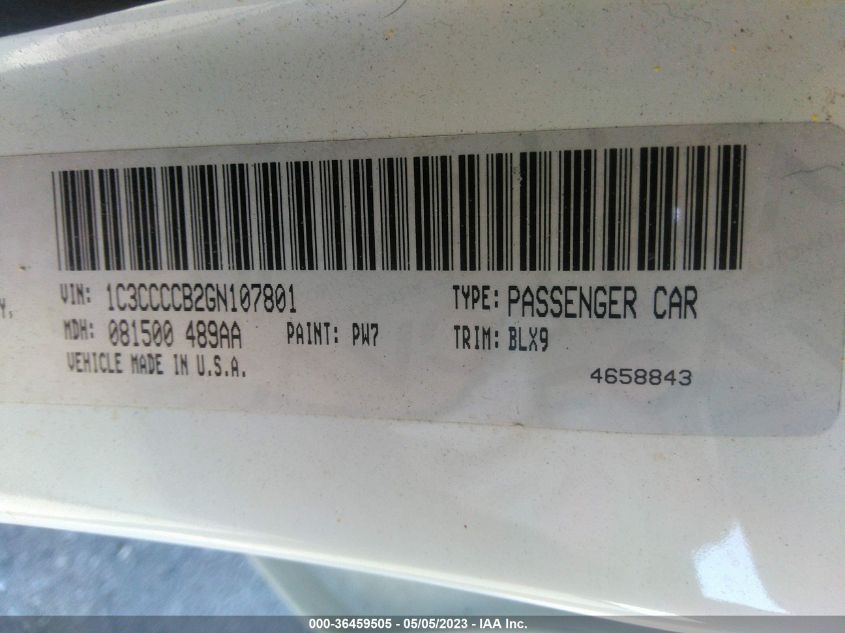 VIN: 1C3CCCCB2GN107801 TYPE: PASSENGER CAR
Y,
MDH: 081500 489AA PAINT: PW7 TRIM: BLX9
VEHICLE MADE IN U.S.A.
4658843
000-36459505 - 05/05/2023 - IAA Inc.